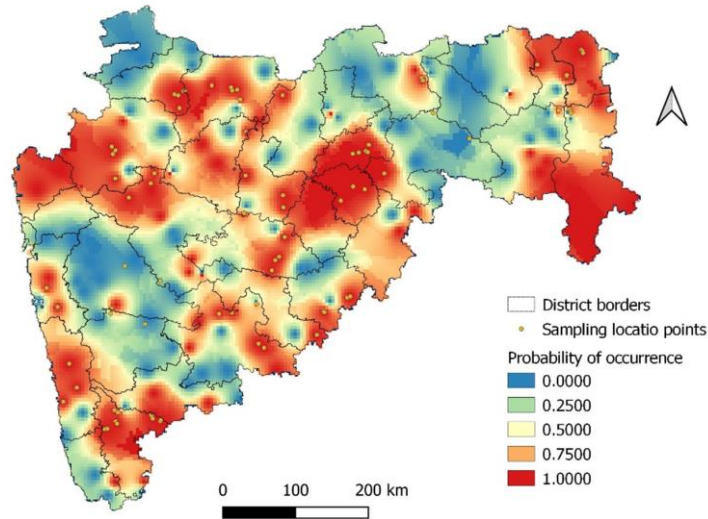 District borders
Sampling locatio points
Probability of occurrence
0.0000
0.2500
0.5000
0.7500
1.0000
0 100 200 km